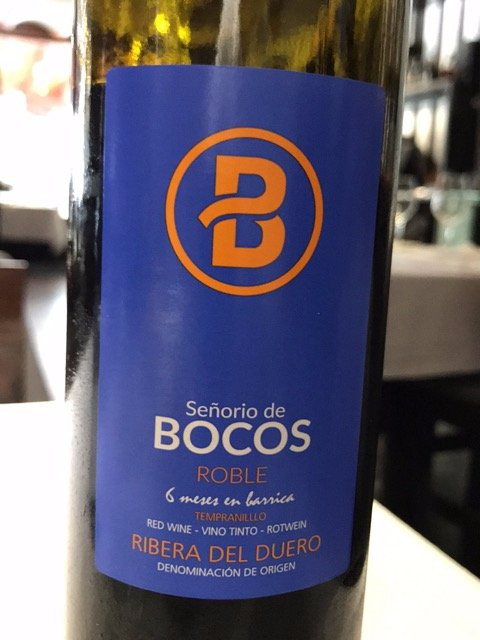 B
Señorio de
BOCOS
ROBLE
6 meses en barrica
TEMPRANILLO
RED WINE - VINO TINTO - ROTWEIN
RIBERA DEL DUERO
DENOMINACIÓN DE ORIGEN